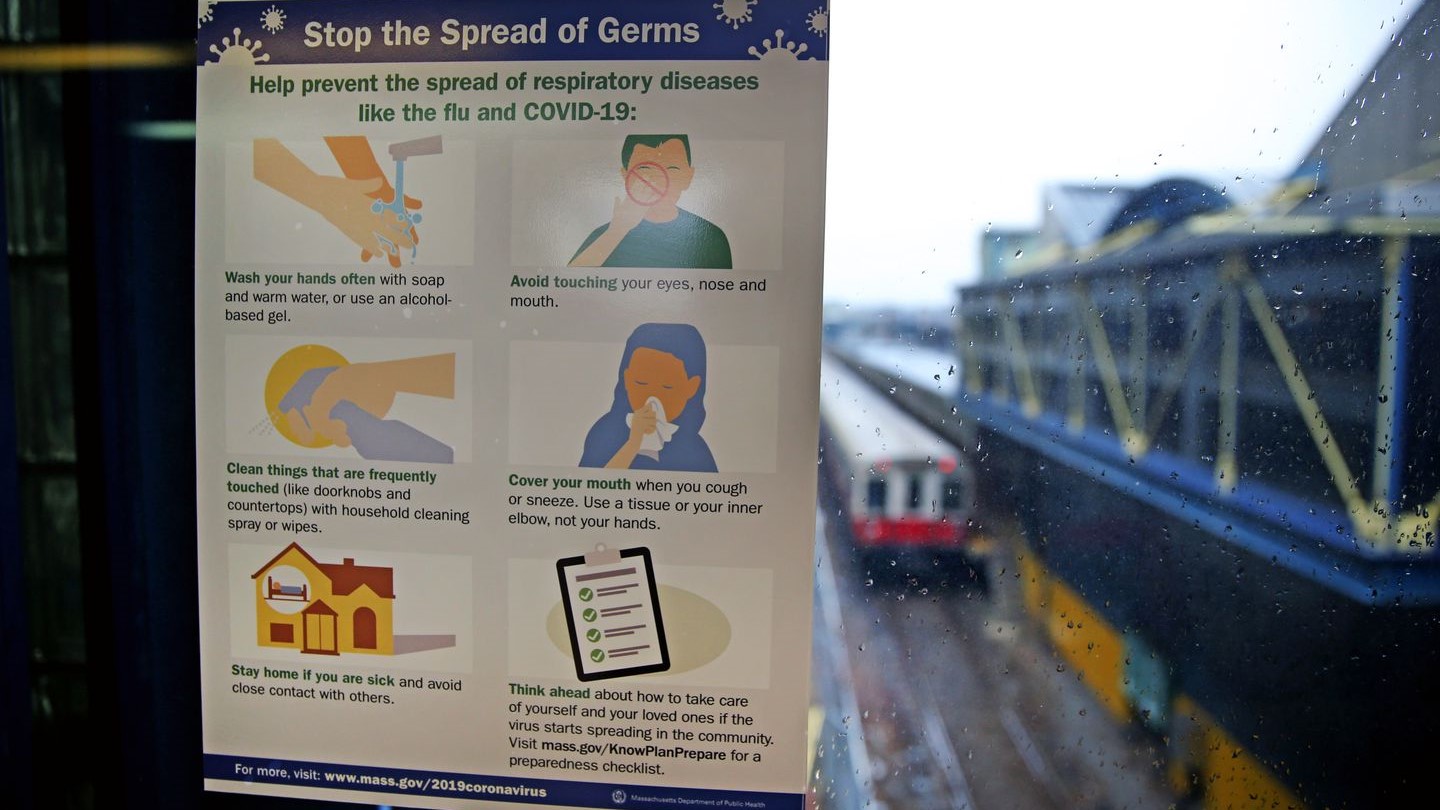 Stop the Spread of Germs
Help prevent the spread of respiratory diseases
like the flu and COVID-19:
Wash your hands often with soap
and warm water, or use an alcohol-
based gel.
Avoid touching your eyes, nose and
mouth.
Clean things that are frequently
touched (like doorknobs and
countertops) with household cleaning
spray or wipes.
Cover your mouth when you cough
or sneeze. Use a tissue or your inner
elbow, not your hands.
Stay home if you are sick and avoid
close contact with others.
Think ahead about how to take care
of yourself and your loved ones if the
virus starts spreading in the community.
Visit mass.gov/KnowPlanPrepare for a
preparedness checklist.
For more, visit: www.mass.gov/2019coronavirus
Massachusetts Department of Public Health